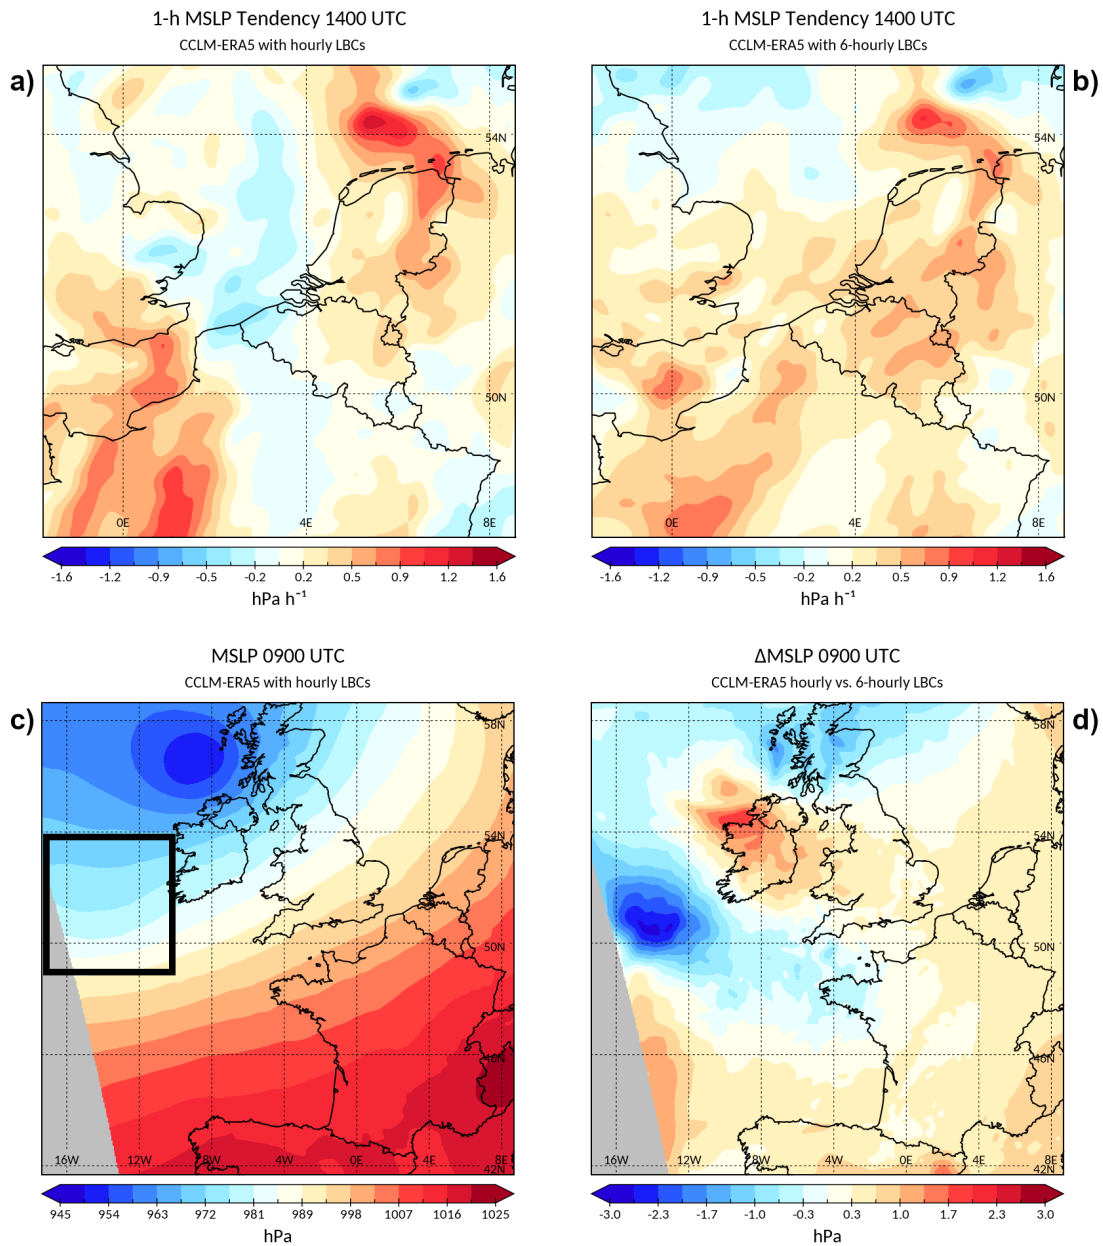 1-h MSLP Tendency 1400 UTC
CCLM-ERA5 with hourly LBCs
a)
54N
50N
0E 4E 8E
-1.6 -1.2 -0.9 -0.5 -0.2 0.2 0.5 0.9 1.2 1.6
hPa h⁻¹
1-h MSLP Tendency 1400 UTC
CCLM-ERA5 with 6-hourly LBCs
b)
54N
50N
0E 4E 8E
-1.6 -1.2 -0.9 -0.5 -0.2 0.2 0.5 0.9 1.2 1.6
hPa h⁻¹
MSLP 0900 UTC
CCLM-ERA5 with hourly LBCs
c)
58N
54N
50N
46N
16W 12W 8W 4W 0E 4E 8E
42N
945 954 963 972 981 989 998 1007 1016 1025
hPa
ΔMSLP 0900 UTC
CCLM-ERA5 hourly vs. 6-hourly LBCs
d)
58N
54N
50N
46N
16W 12W 8W 4W 0E 4E 8E
42N
-3.0 -2.3 -1.7 -1.0 -0.3 0.3 1.0 1.7 2.3 3.0
hPa